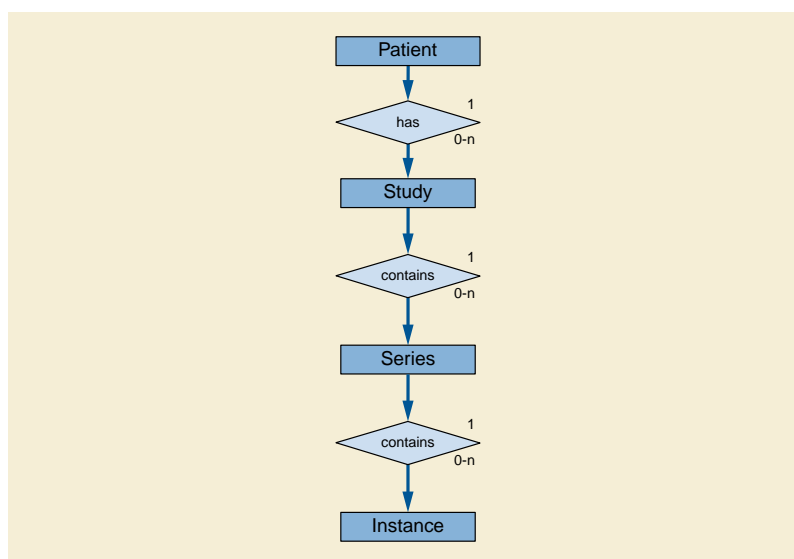 Patient
1
has
0-n
Study
1
contains
0-n
Series
1
contains
0-n
Instance